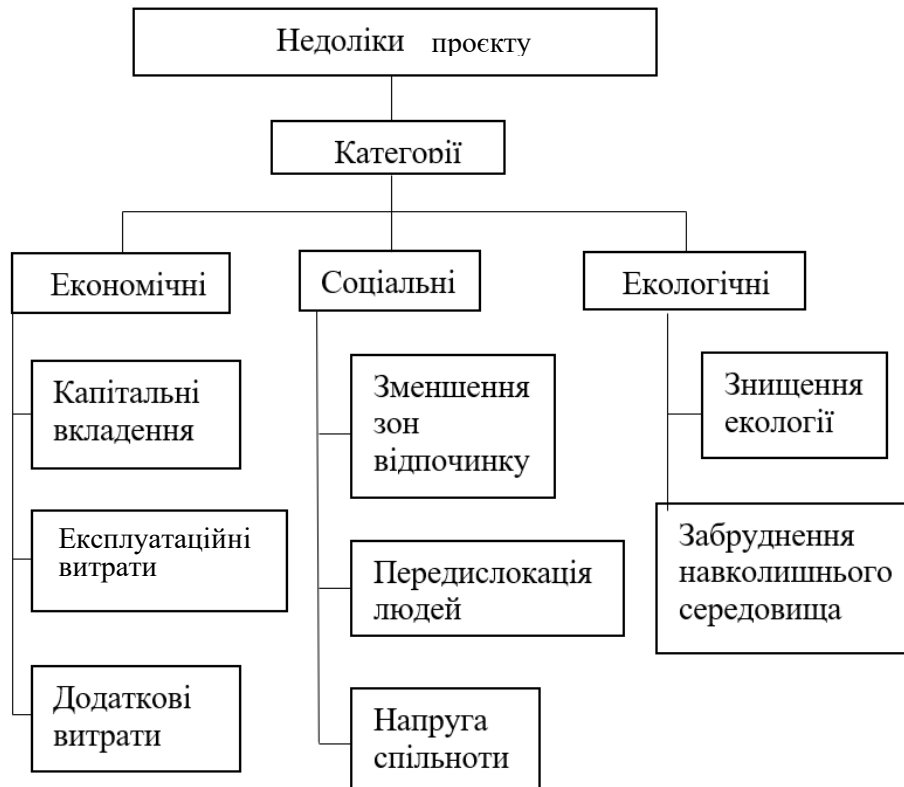 Недоліки проєкту
Категорії
Економічні
Соціальні
Екологічні
Капітальні
вкладення
Експлуатаційні
витрати
Додаткові
витрати
Зменшення
зон
відпочинку
Передислокація
людей
Напруга
спільноти
Знищення
екології
Забруднення
навколишнього
середовища